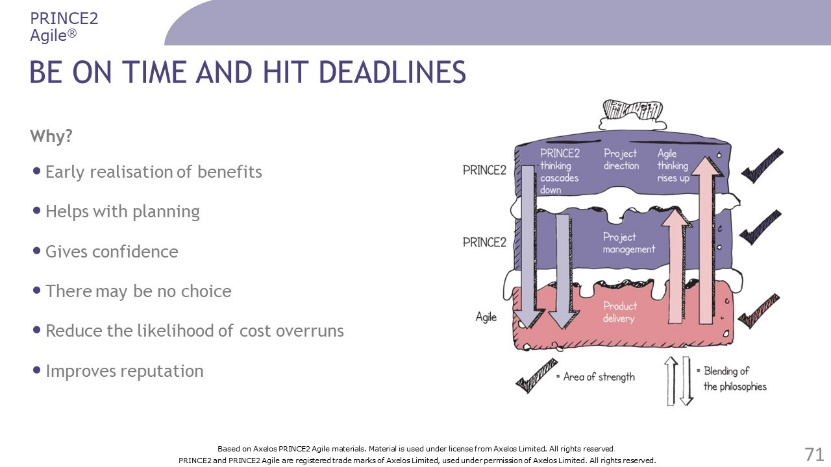 PRINCE2
Agile®
BE ON TIME AND HIT DEADLINES
Why?
• Early realisation of benefits
• Helps with planning
• Gives confidence
• There may be no choice
• Reduce the likelihood of cost overruns
• Improves reputation
PRINCE2
PRINCE2
thinking
cascades
down
Project
direction
Agile
thinking
rises up
PRINCE2
Project
management
Agile
Product
delivery
= Area of strength
= Blending of
the philosophies
Based on Axelos PRINCE2 Agile materials. Material is used under license from Axelos Limited. All rights reserved
PRINCE2 and PRINCE2 Agile are registered trade marks of Axelos Limited, used under permission of Axelos Limited. All rights reserved.
71